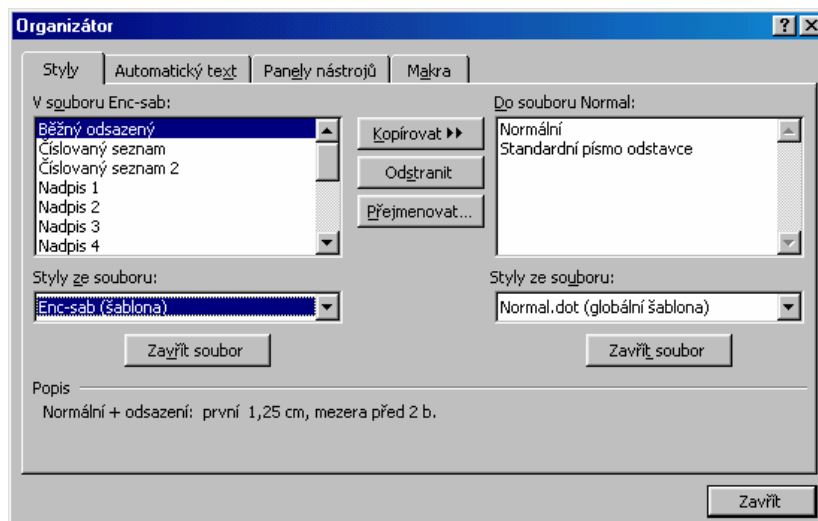 Organizátor
Styly
Automatický text
Panely nástrojů
Makra
V souboru Enc-sab:
Běžný odsazený
Číslovaný seznam
Číslovaný seznam 2
Nadpis 1
Nadpis 2
Nadpis 3
Nadpis 4
Kopírovat
Odstranit
Přejmenovat...
Do souboru Normal:
Normální
Standardní písmo odstavce
Styly ze souboru:
Enc-sab (šablona)
Zavřít soubor
Styly ze souboru:
Normal.dot (globální šablona)
Zavřít soubor
Popis
Normální + odsazení: první 1,25 cm, mezera před 2 b.
Zavřít